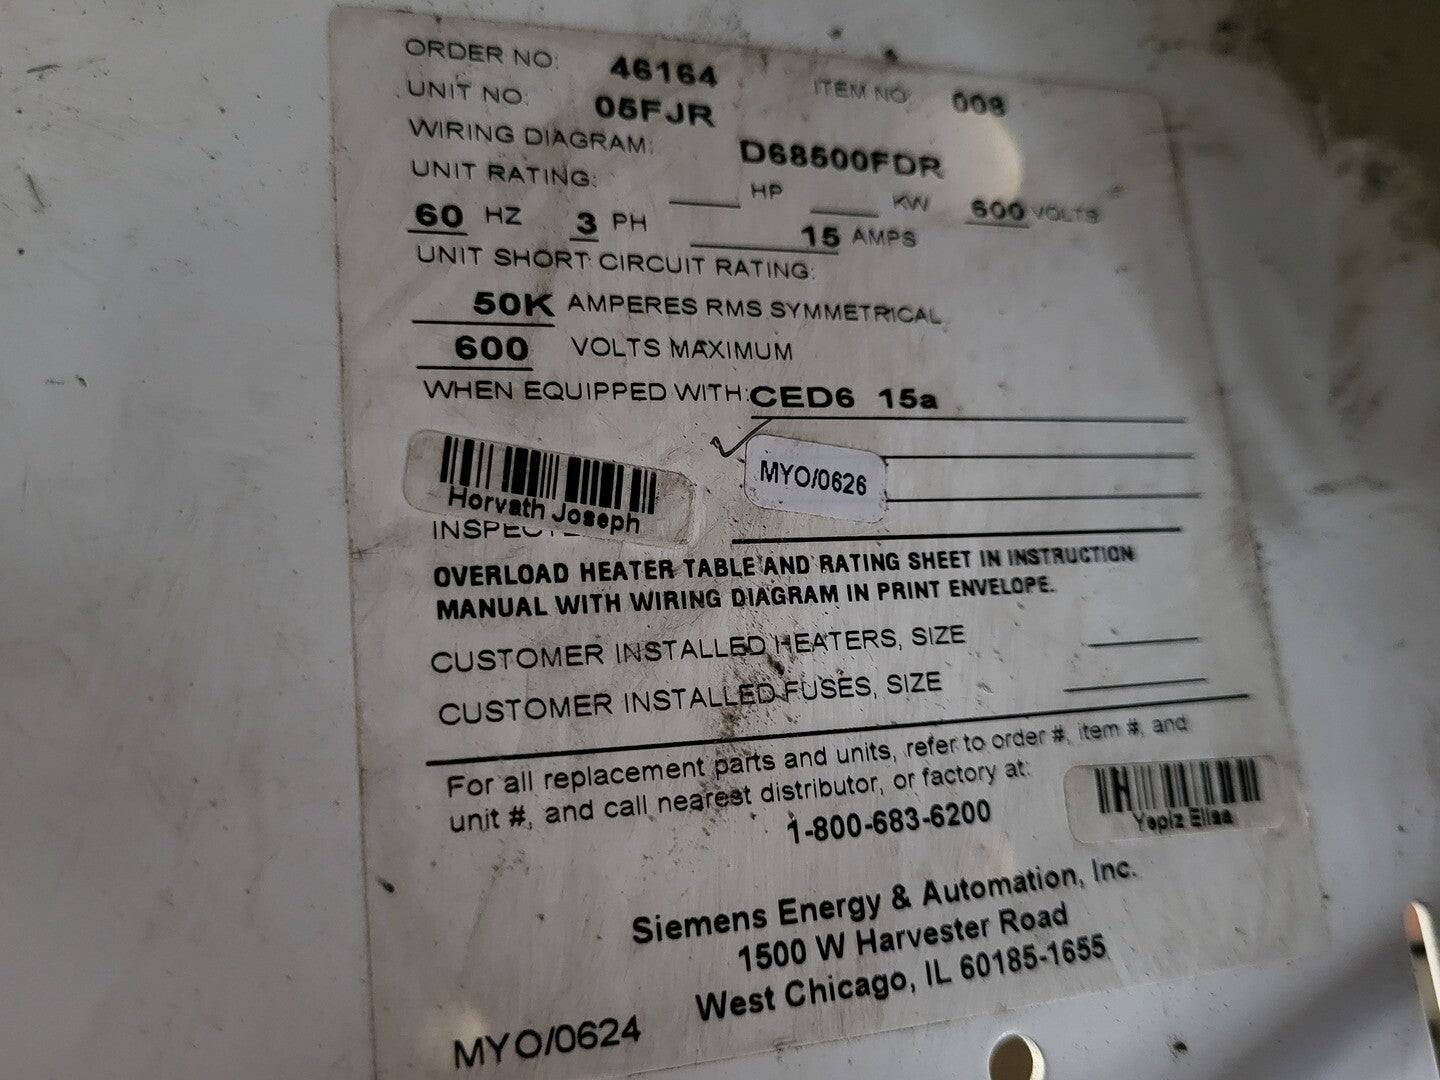 ORDER NO: 46164 ITEM NO: 008
UNIT NO: 05FJR
WIRING DIAGRAM: D68500FDR
UNIT RATING: HP KW 600 VOLTS
60 HZ 3 PH 15 AMPS
UNIT SHORT CIRCUIT RATING:
50K AMPERES RMS SYMMETRICAL
600 VOLTS MAXIMUM
WHEN EQUIPPED WITH: CED6 15a
MYO/0626
Horvath Joseph
OVERLOAD HEATER TABLE AND RATING SHEET IN INSTRUCTION
MANUAL WITH WIRING DIAGRAM IN PRINT ENVELOPE.
CUSTOMER INSTALLED HEATERS, SIZE
CUSTOMER INSTALLED FUSES, SIZE
For all replacement parts and units, refer to order #, item #, and
unit #, and call nearest distributor, or factory at:
1-800-683-6200
Yepiz Elisa
Siemens Energy & Automation, Inc.
1500 W Harvester Road
West Chicago, IL 60185-1655
MYO/0624